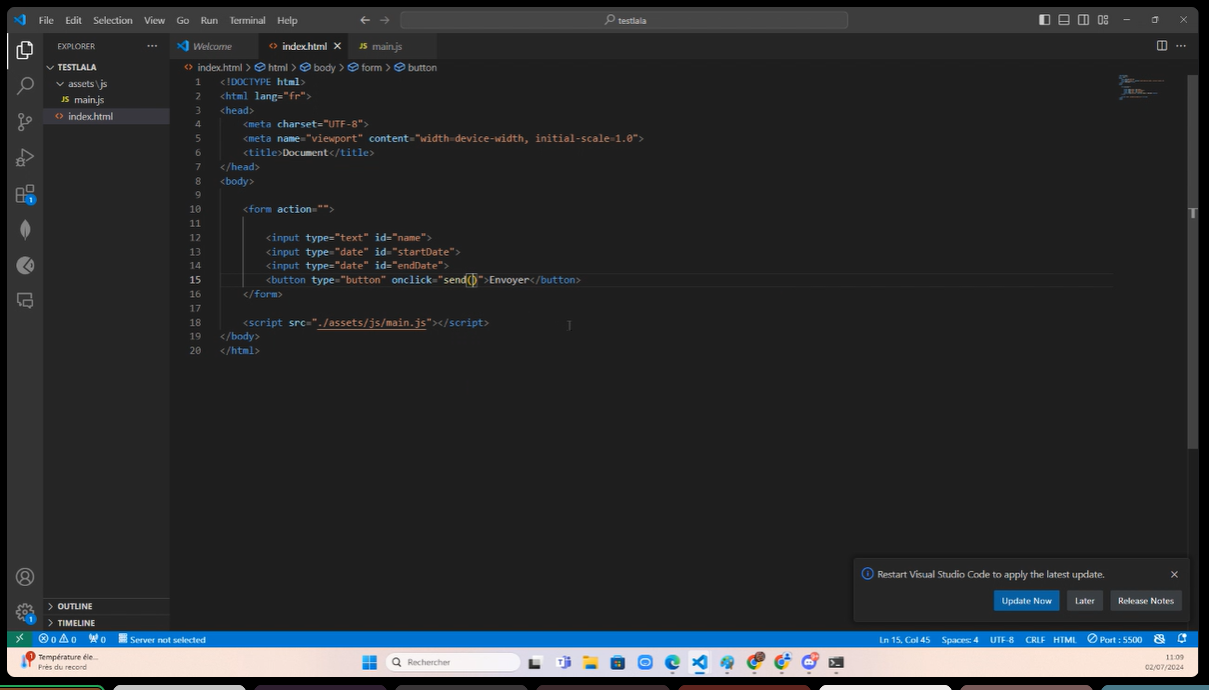 File Edit Selection View Go Run Terminal Help
testlala
EXPLORER
TESTLALA
assets\js
JS main.js
index.html
Welcome
index.html
JS main.js
index.html > html > body > form > button
1 <!DOCTYPE html>
2 <html lang="fr">
3 <head>
4 <meta charset="UTF-8">
5 <meta name="viewport" content="width=device-width, initial-scale=1.0">
6 <title>Document</title>
7 </head>
8 <body>
9
10 <form action="">
11
12 <input type="text" id="name">
13 <input type="date" id="startDate">
14 <input type="date" id="endDate">
15 <button type="button" onclick="send()">Envoyer</button>
16 </form>
17
18 <script src="./assets/js/main.js"></script>
19 </body>
20 </html>
Restart Visual Studio Code to apply the latest update.
Update Now Later Release Notes
OUTLINE
TIMELINE
1
1
0 0 0 Server not selected
Ln 15, Col 45 Spaces: 4 UTF-8 CRLF HTML Port : 5500
1
Température éle...
Près du record
Rechercher
11:09
02/07/2024